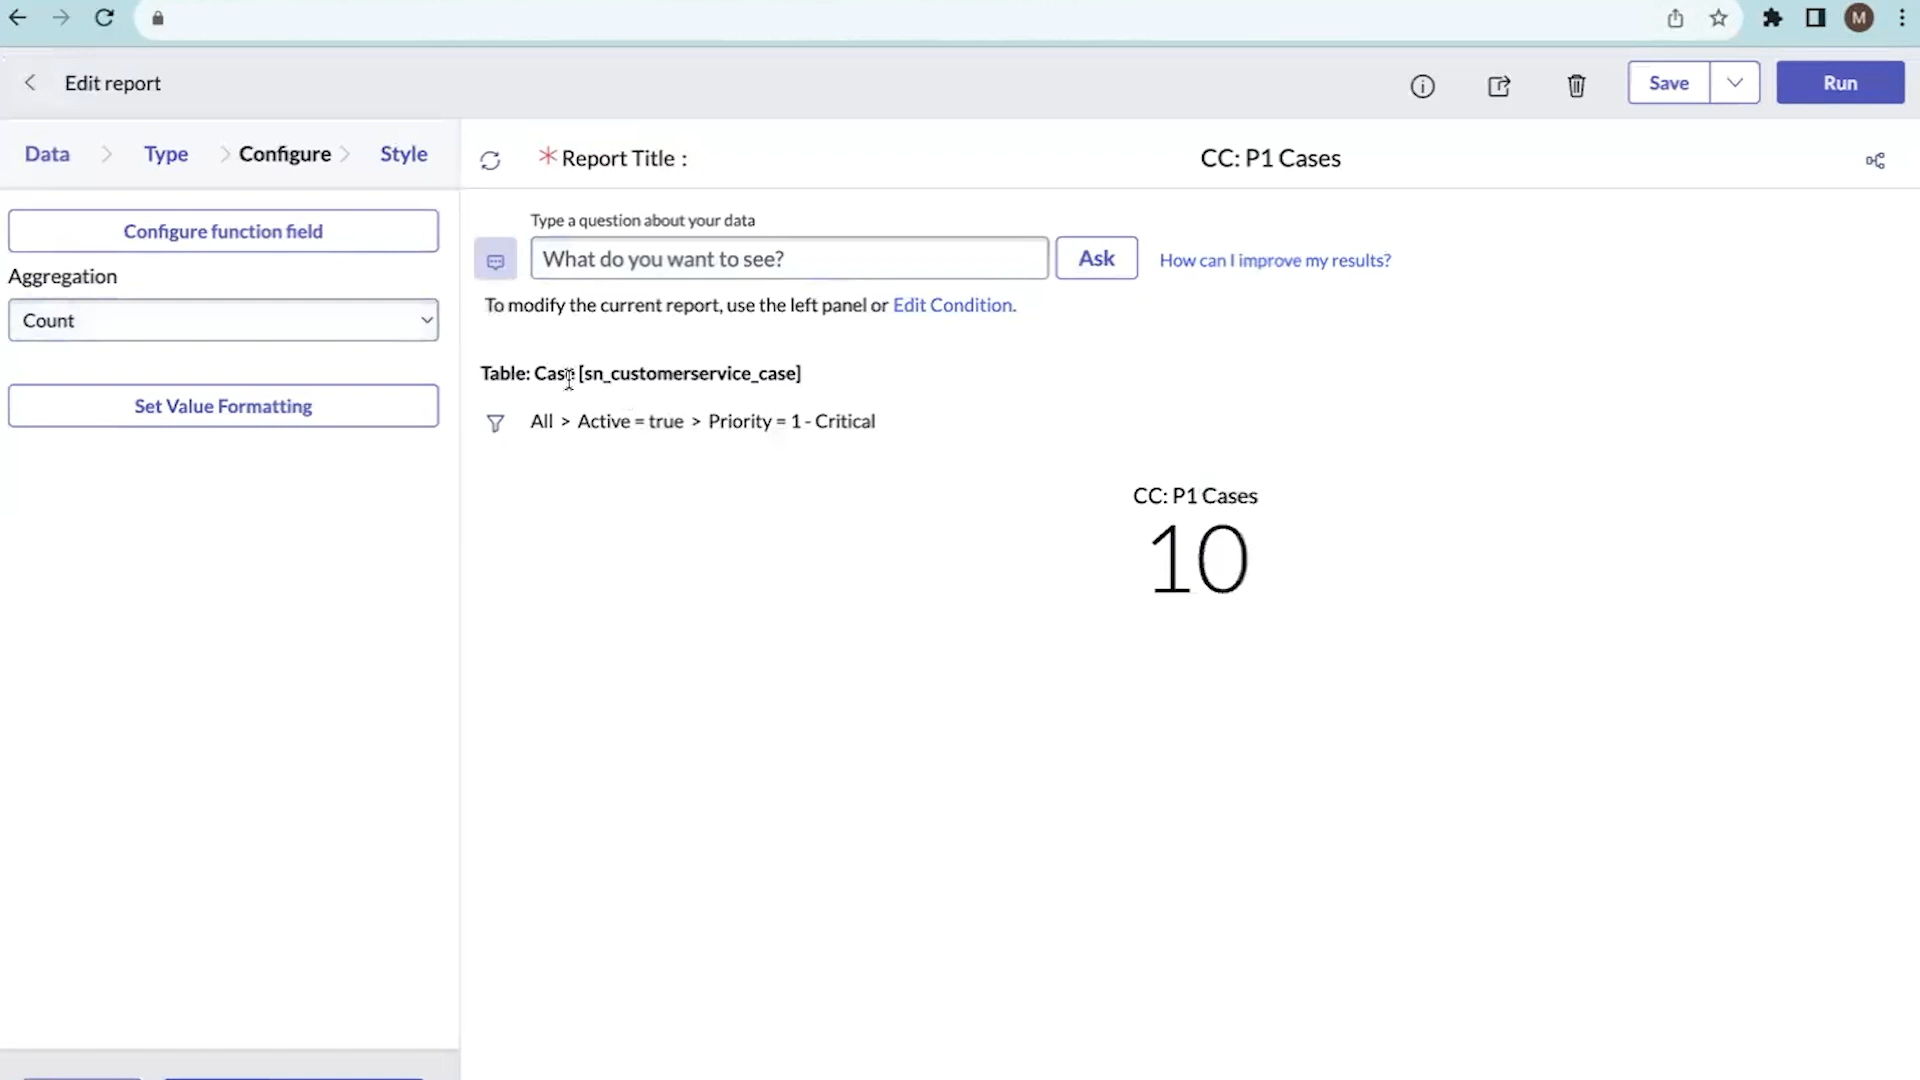 M
Edit report
Save
Run
Data > Type > Configure > Style
* Report Title :
CC: P1 Cases
Configure function field
Aggregation
Count
Set Value Formatting
Type a question about your data
What do you want to see?
Ask
How can I improve my results?
To modify the current report, use the left panel or Edit Condition.
Table: Case [sn_customerservice_case]
All > Active = true > Priority = 1 - Critical
CC: P1 Cases
10